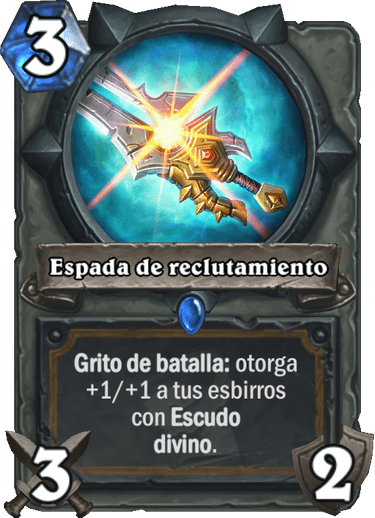 3
Espada de reclutamiento
Grito de batalla: otorga
+1/+1 a tus esbirros
con Escudo
divino.
3
2